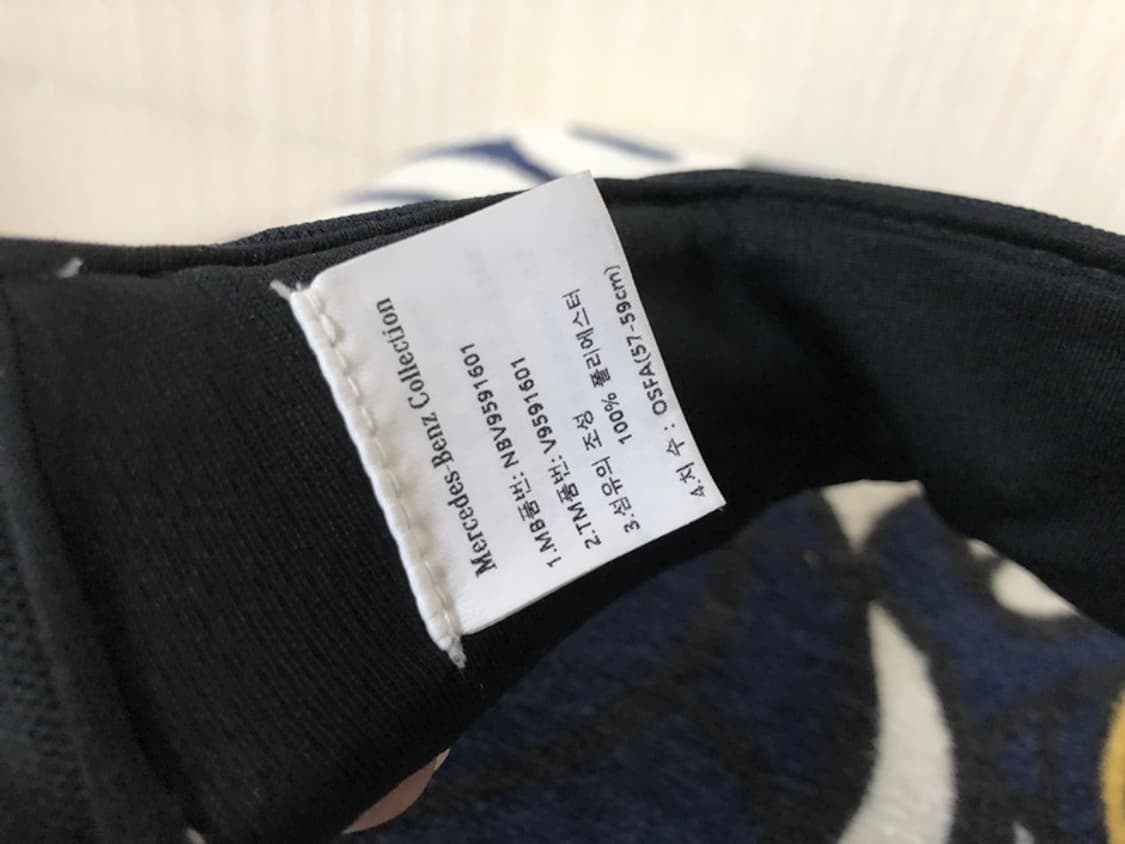 Mercedes-Benz Collection
1.MB품번: NBV9591601
2.TM품번: V9591601
3.섬유의 조성
100% 폴리에스터
4.치 수 : OSFA(57-59cm)